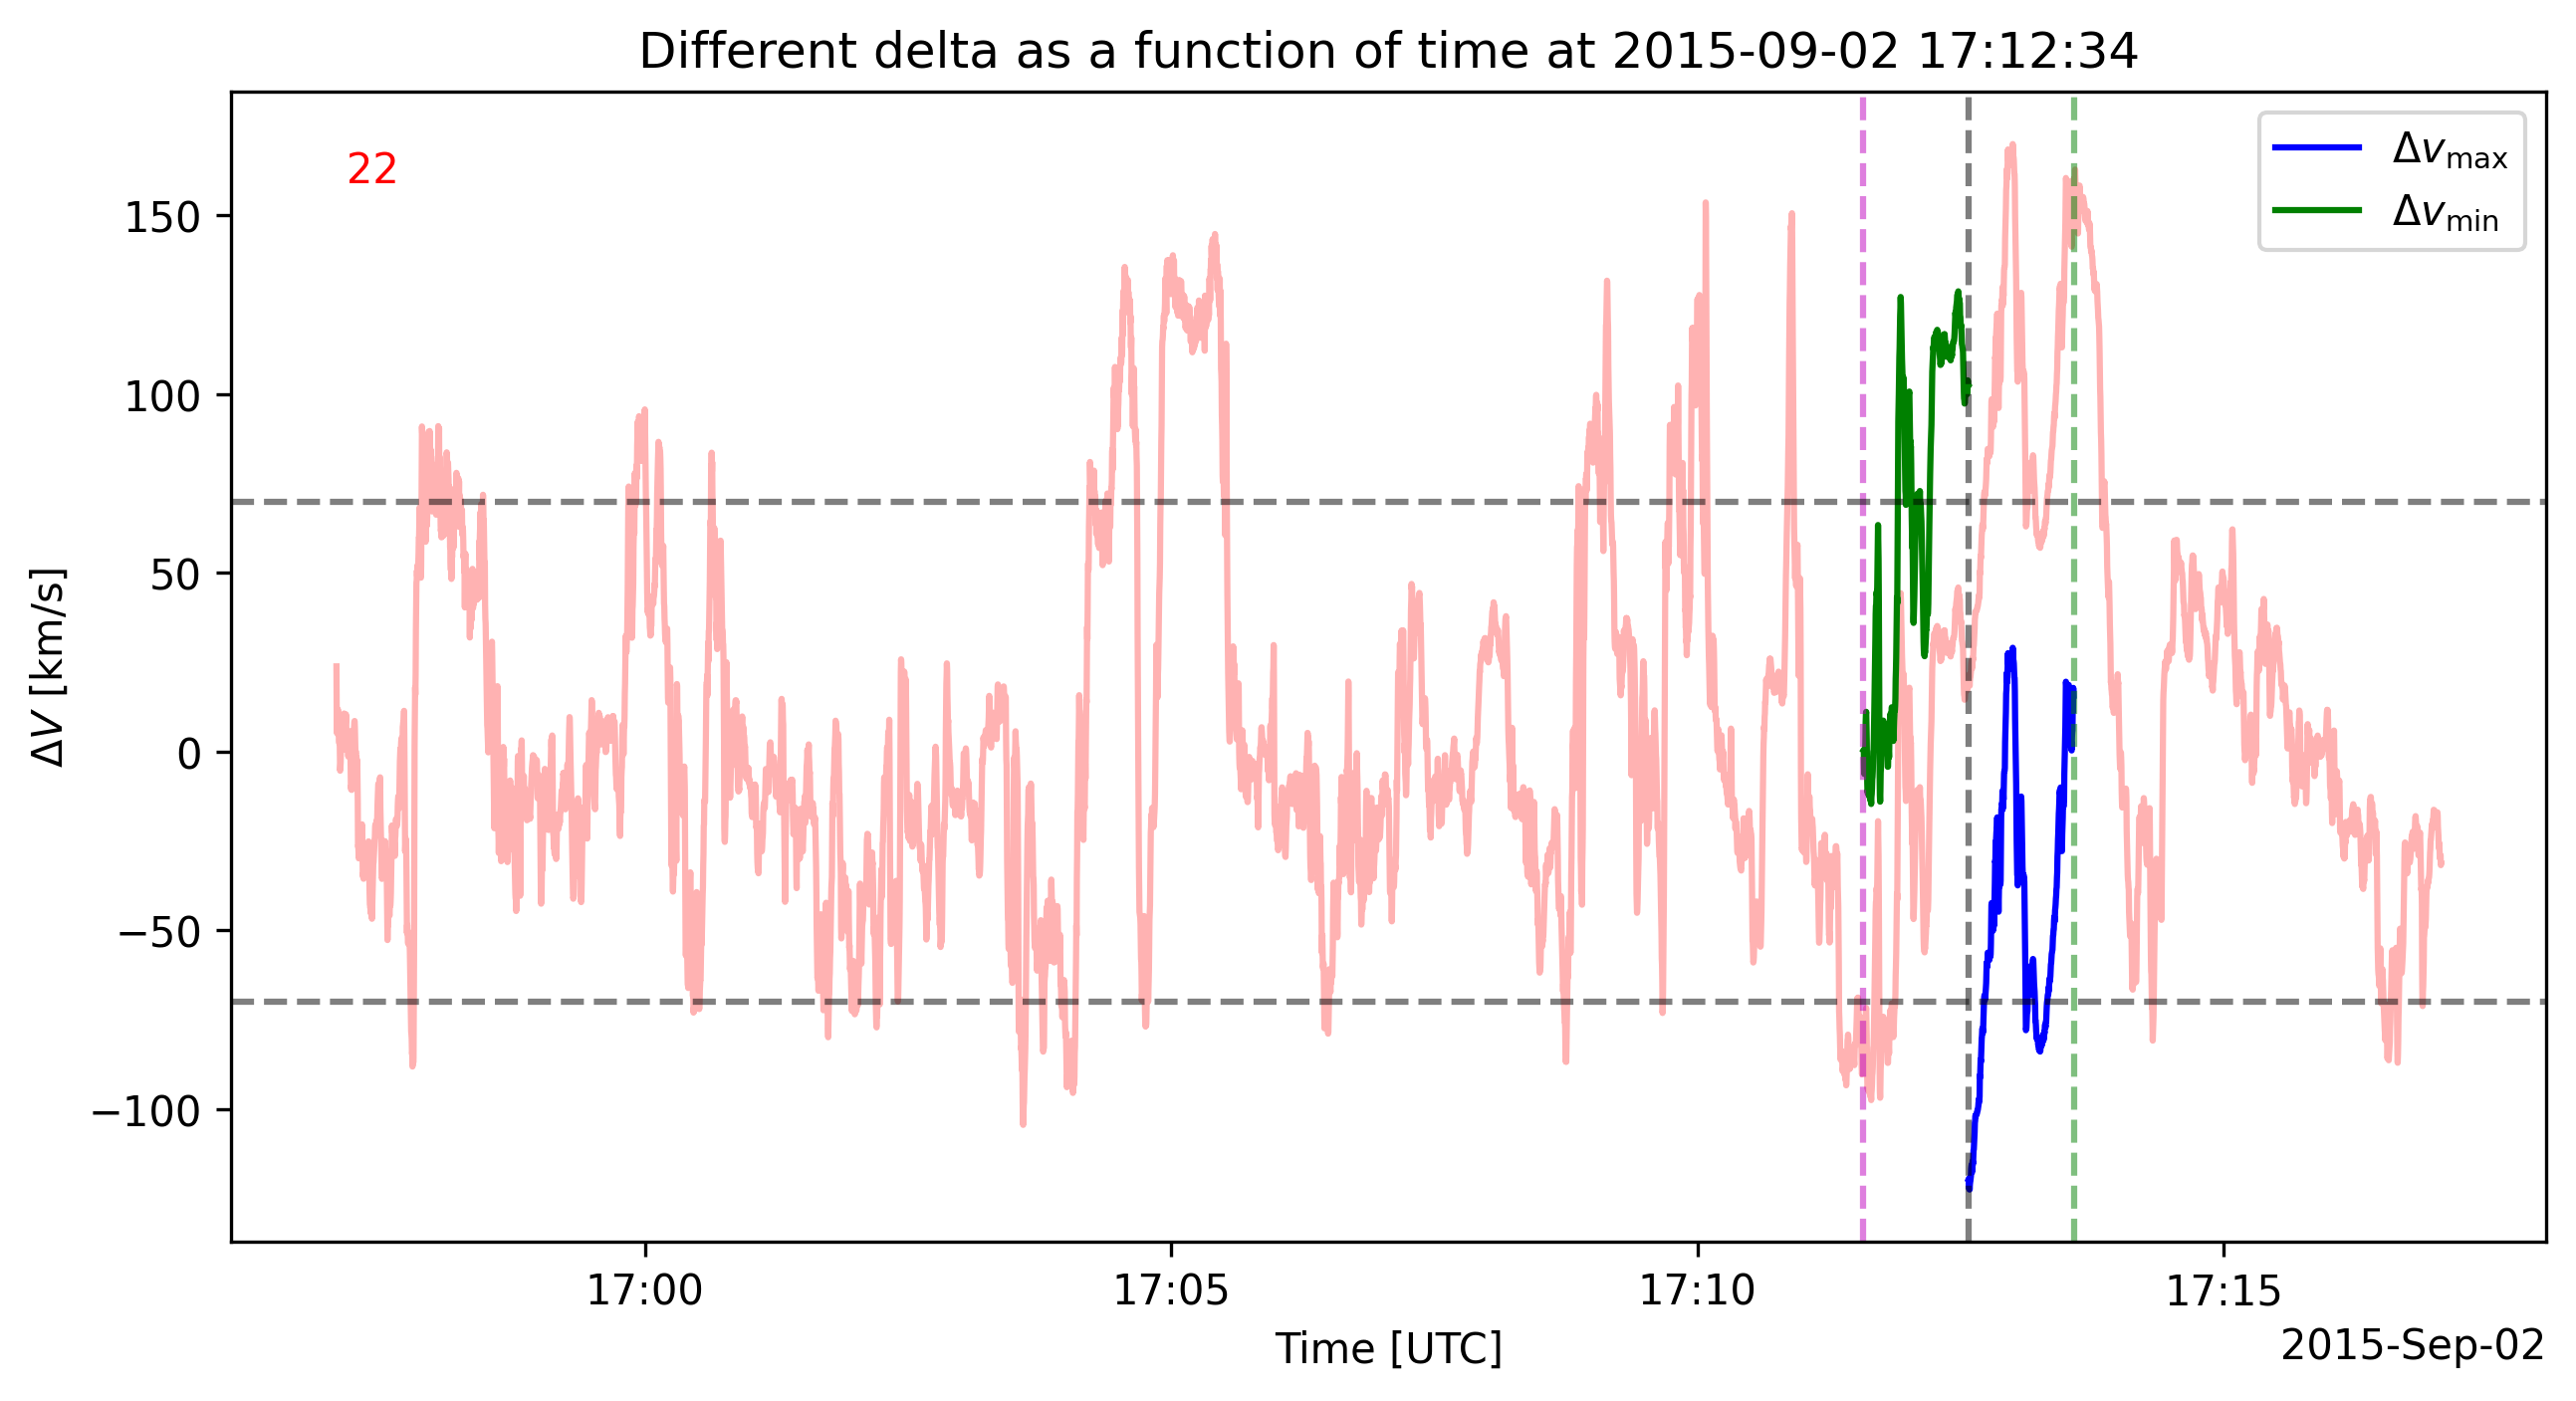 Different delta as a function of time at 2015-09-02 17:12:34
22
Δv_max
Δv_min
150
100
50
0
−50
−100
ΔV [km/s]
17:00 17:05 17:10 17:15
Time [UTC]
2015-Sep-02